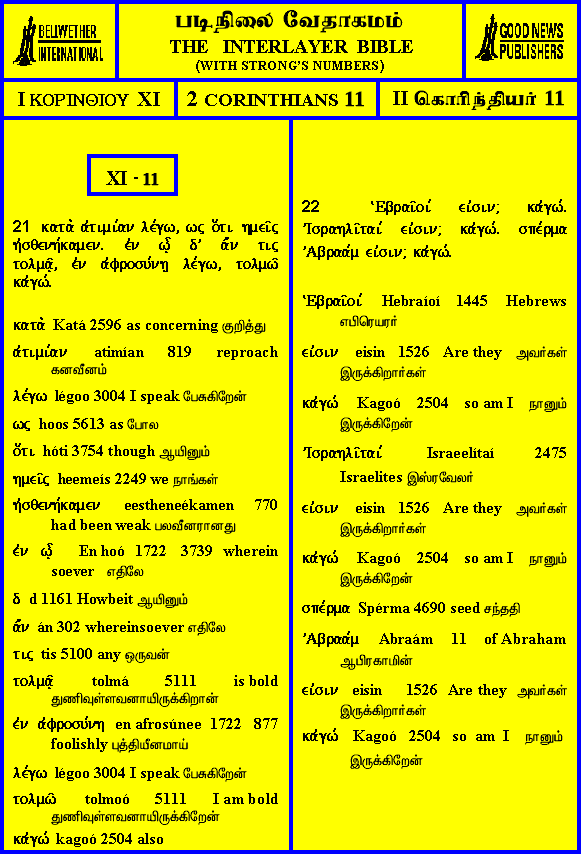 BELLWETHER
INTERNATIONAL
படிநிலை வேதாகமம்
THE INTERLAYER BIBLE
(WITH STRONG'S NUMBERS)
GOOD NEWS
PUBLISHERS
I ΚΟΡΙΝΘΙΟΥ XI
2 CORINTHIANS 11
II கொரிந்தியர் 11
XI - 11
21 κατὰ ἀτιμίαν λέγω, ως ὅτι ημεῖς
ἠσθενήκαμεν. ἐν ᾧ δ’ ἄν τις
τολμᾷ, ἐν ἀφροσύνῃ λέγω, τολμῶ
κἀγώ.
κατὰ Katá 2596 as concerning குறித்து
ἀτιμίαν atimían 819 reproach
கனவீனம்
λέγω légoo 3004 I speak பேசுகிறேன்
ως hoos 5613 as போல
ὅτι hóti 3754 though ஆயினும்
ημεῖς heemeís 2249 we நாங்கள்
ἠσθενήκαμεν eestheneékamen 770
had been weak பலவீனரானது
ἐν ᾧ En hoó 1722 3739 wherein
soever எதிலே
δ d 1161 Howbeit ஆயினும்
ἄν án 302 whereinsoever எதிலே
τις tis 5100 any ஒருவன்
τολμᾷ tolmá 5111 is bold
துணிவுள்ளவனாயிருக்கிறான்
ἐν ἀφροσύνη en afrosúnee 1722 877
foolishly புத்தியீனமாய்
λέγω légoo 3004 I speak பேசுகிறேன்
τολμῶ tolmoó 5111 I am bold
துணிவுள்ளவனாயிருக்கிறேன்
κἀγώ kagoó 2504 also
22 Ἑβραῖοί εἰσιν; κἀγώ.
Ἰσραηλῖταί εἰσιν; κἀγώ. σπέρμα
Ἀβραάμ εἰσιν; κἀγώ.
Ἑβραῖοί Hebraíoí 1445 Hebrews
எபிரெயரர்
εἰσιν eisin 1526 Are they அவர்கள்
இருக்கிறார்கள்
κἀγώ Kagoó 2504 so am I நானும்
இருக்கிறேன்
Ἰσραηλῖταί Israeelítaí 2475
Israelites இஸ்ரவேலர்
εἰσιν eisin 1526 Are they அவர்கள்
இருக்கிறார்கள்
κἀγώ Kagoó 2504 so am I நானும்
இருக்கிறேன்
σπέρμα Spérma 4690 seed சந்ததி
Ἀβραάμ Abraám 11 of Abraham
ஆபிரகாமின்
εἰσιν eisin 1526 Are they அவர்கள்
இருக்கிறார்கள்
κἀγώ Kagoó 2504 so am I நானும்
இருக்கிறேன்